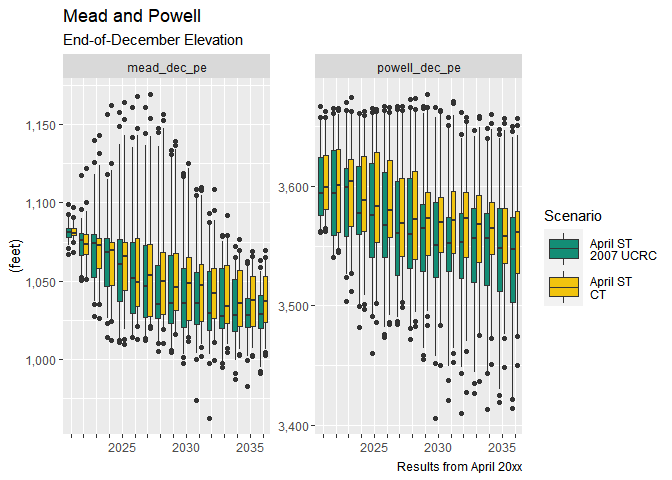 Mead and Powell
End-of-December Elevation
mead_dec_pe
powell_dec_pe
(feet)
1,150
1,100
1,050
1,000
3,600
3,500
3,400
2025
2030
2035
2025
2030
2035
Scenario
April ST
2007 UCRC
April ST
CT
Results from April 20xx